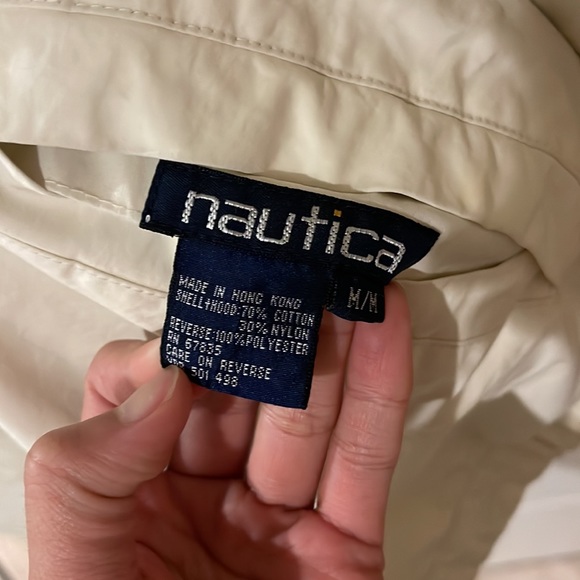 nautica
M/M
MADE IN HONG KONG
SHELL+HOOD:70% COTTON
30% NYLON
REVERSE:100%POLYESTER
RN 67835
CARE ON REVERSE
501 498